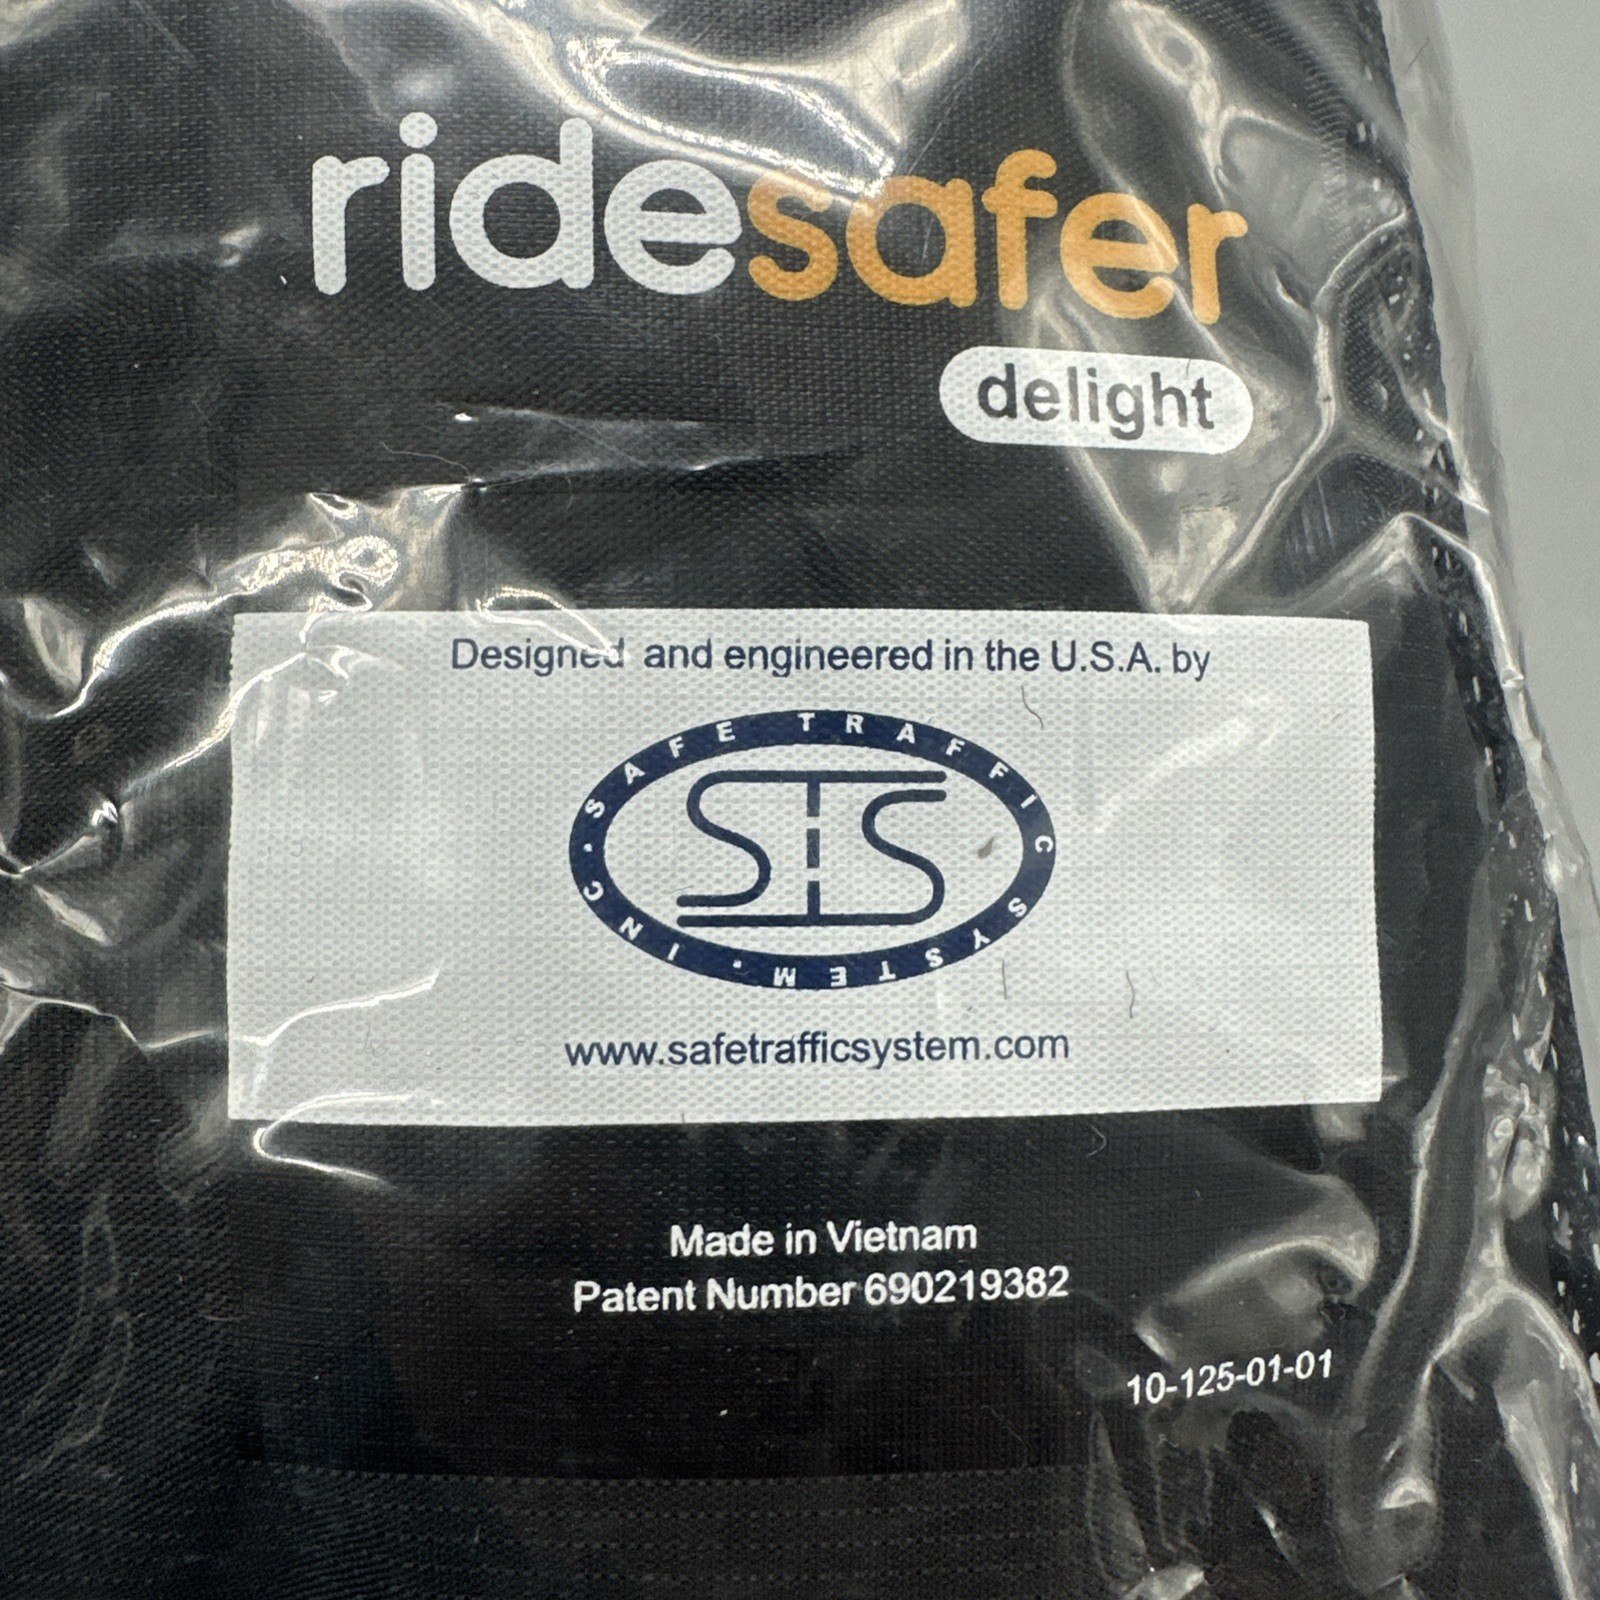 ridesafer
delight
Designed and engineered in the U.S.A. by
SAFE TRAFFIC SYSTEM • INC •
STS
www.safetrafficsystem.com
Made in Vietnam
Patent Number 690219382
10-125-01-01